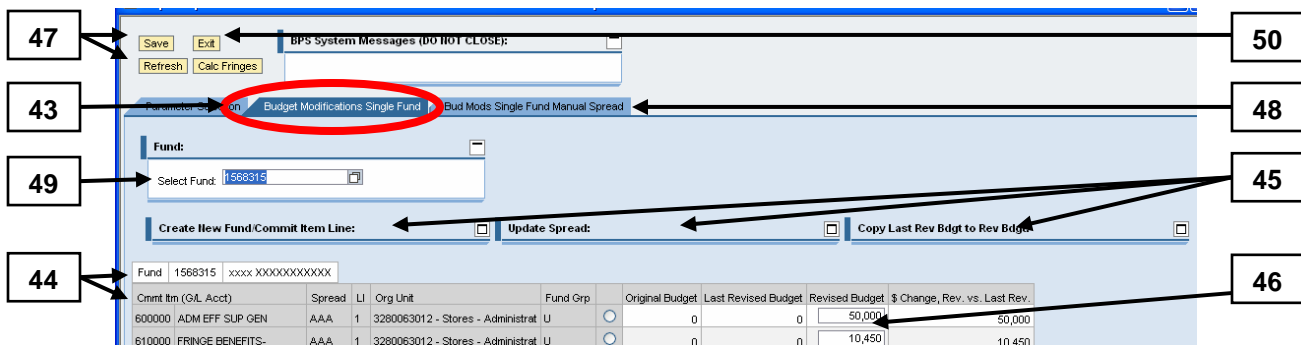 47
50
Save Exit
BPS System Messages (DO NOT CLOSE):
Refresh Calc Fringes
43
Budget Modifications Single Fund
Bud Mods Single Fund Manual Spread
48
Fund:
49
Select Fund: 1568315
45
Create New Fund/Commit Item Line:
Update Spread:
Copy Last Rev Bdgt to Rev Bdgt
44
Fund 1568315 xxxx XXXXXXXXXXX
46
Cmmt Itm (G/L Acct) Spread LI Org Unit Fund Grp Original Budget Last Revised Budget Revised Budget $ Change, Rev. vs. Last Rev.
600000 ADM EFF SUP GEN AAA 1 3280063012 - Stores - Administrat U 0 0 50,000 50,000
610000 FRINGE BENEFITS- AAA 1 3280063012 - Stores - Administrat U 0 0 10,450 10,450